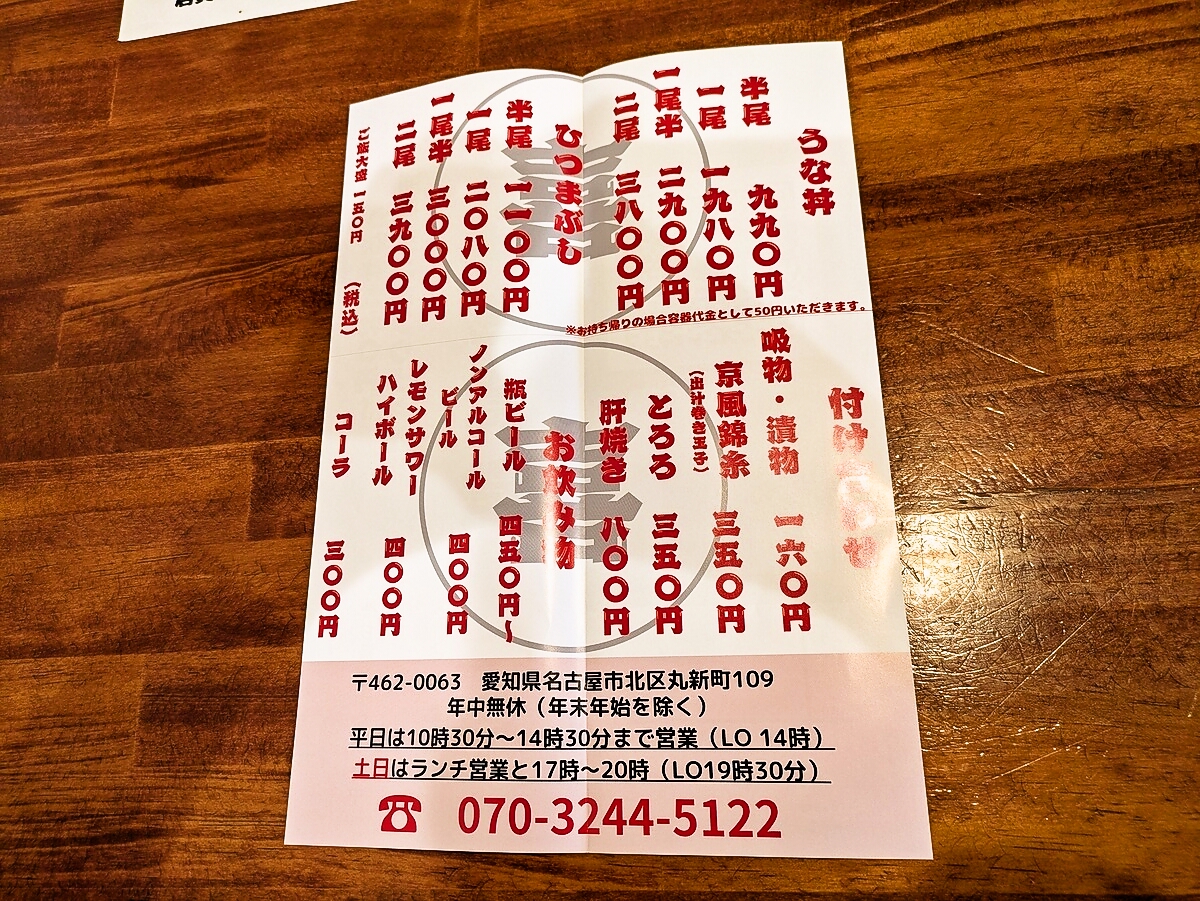 うな丼
半尾 九九〇円
一尾 一九八〇円
一尾半 二九〇〇円
二尾 三八〇〇円
ひつまぶし
半尾 一一〇〇円
一尾 二〇八〇円
一尾半 三〇〇〇円
二尾 三九〇〇円
ご飯大盛 一五〇円
(税込)
※お持ち帰りの場合容器代金として50円いただきます。
付け合わせ
吸物・漬物 一六〇円
京風錦糸 三五〇円
(出汁巻き玉子)
とろろ 三五〇円
肝焼き 八〇〇円
お飲み物
瓶ビール 四五〇円～
ノンアルコール
ビール 四〇〇円
レモンサワー
ハイボール 四〇〇円
コーラ 三〇〇円
〒462-0063 愛知県名古屋市北区丸新町109
年中無休（年末年始を除く）
平日は10時30分～14時30分まで営業（LO 14時）
土日はランチ営業と17時～20時（LO19時30分）
☎ 070-3244-5122